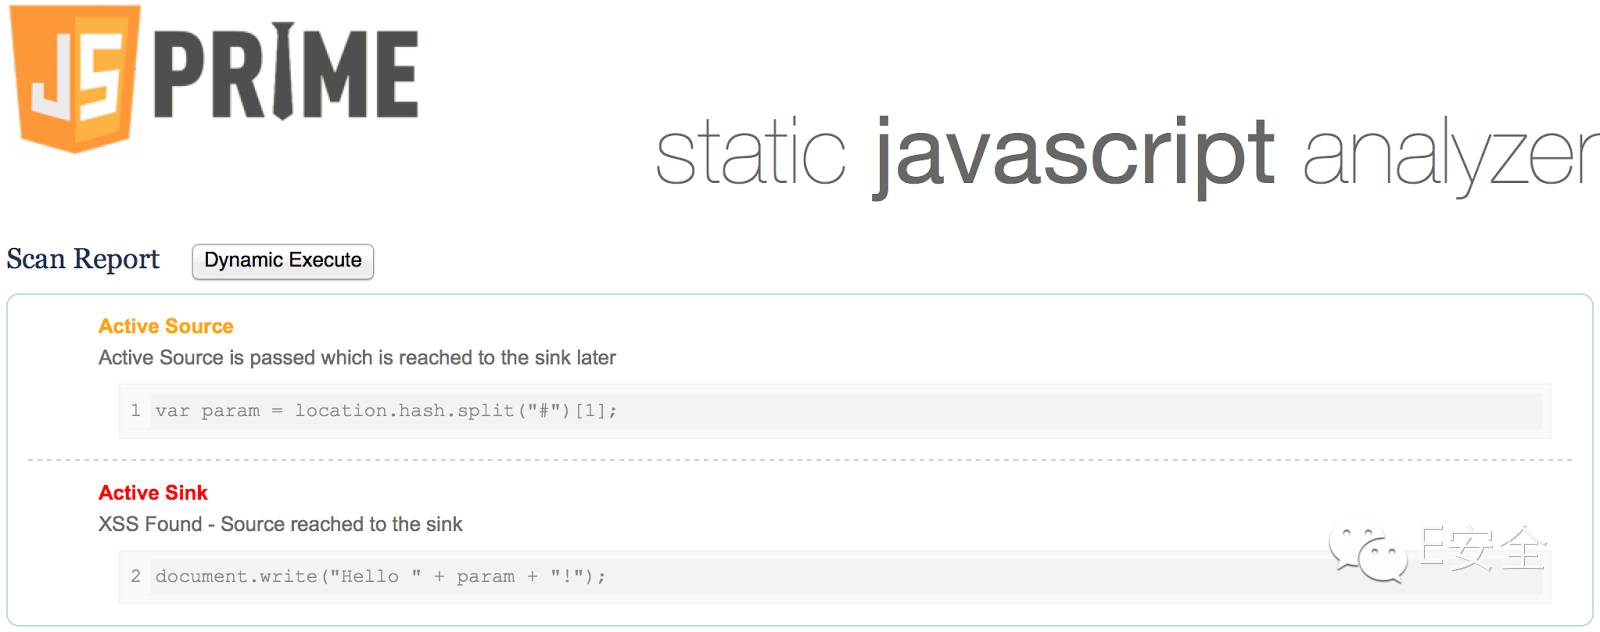 JS PRIME
static javascript analyzer
Scan Report Dynamic Execute
Active Source
Active Source is passed which is reached to the sink later
1 var param = location.hash.split("#")[1];
Active Sink
XSS Found - Source reached to the sink
2 document.write("Hello " + param + "!");
E安全